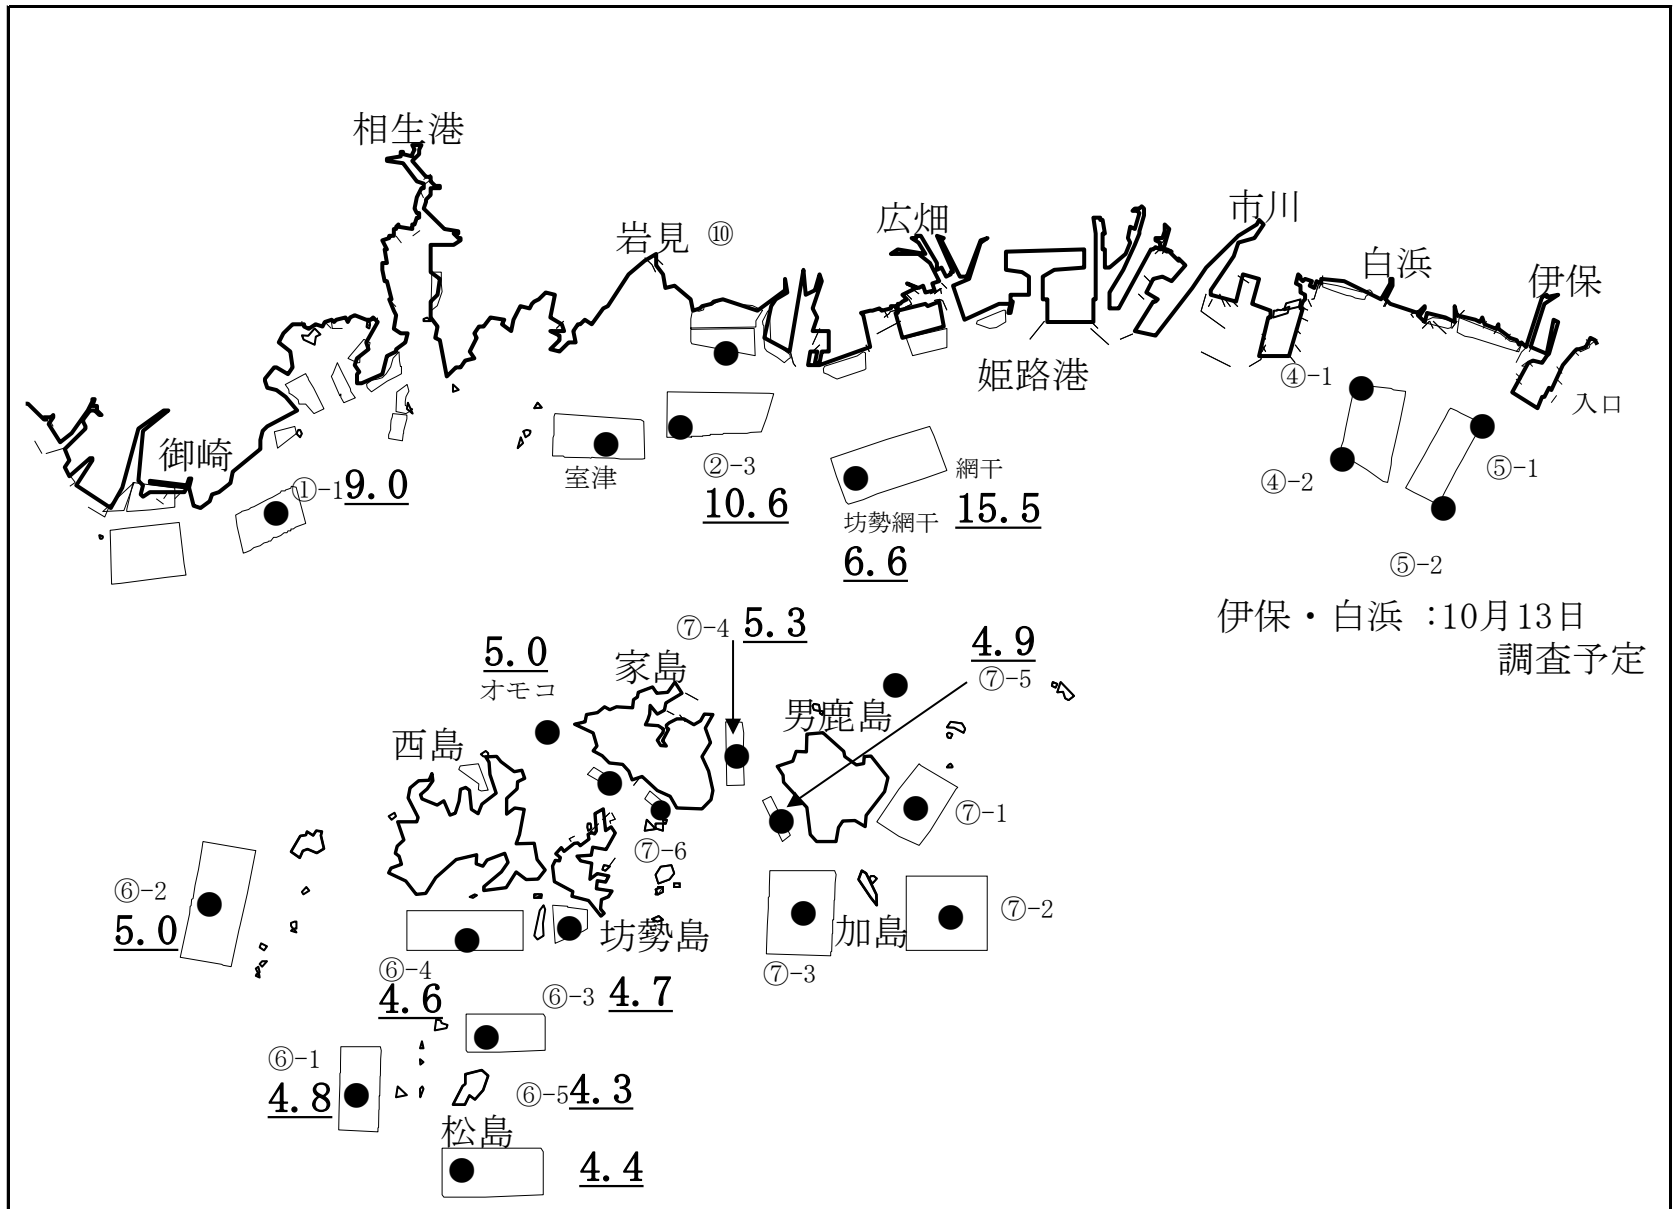 相生港
市川
広畑
岩見 ⑩
白浜
伊保
姫路港
④-1
入口
御崎
室津
②-3
網干
⑤-1
④-2
①-1 9.0
10.6
15.5
坊勢網干
6.6
⑤-2
伊保・白浜 :10月13日
調査予定
⑦-4 5.3
5.0
4.9
家島
⑦-5
オモコ
男鹿島
西島
⑦-1
⑦-6
⑥-2
5.0
⑦-2
坊勢島
加島
⑥-4
⑦-3
4.6
⑥-3 4.7
⑥-1
4.8
⑥-5 4.3
松島
4.4